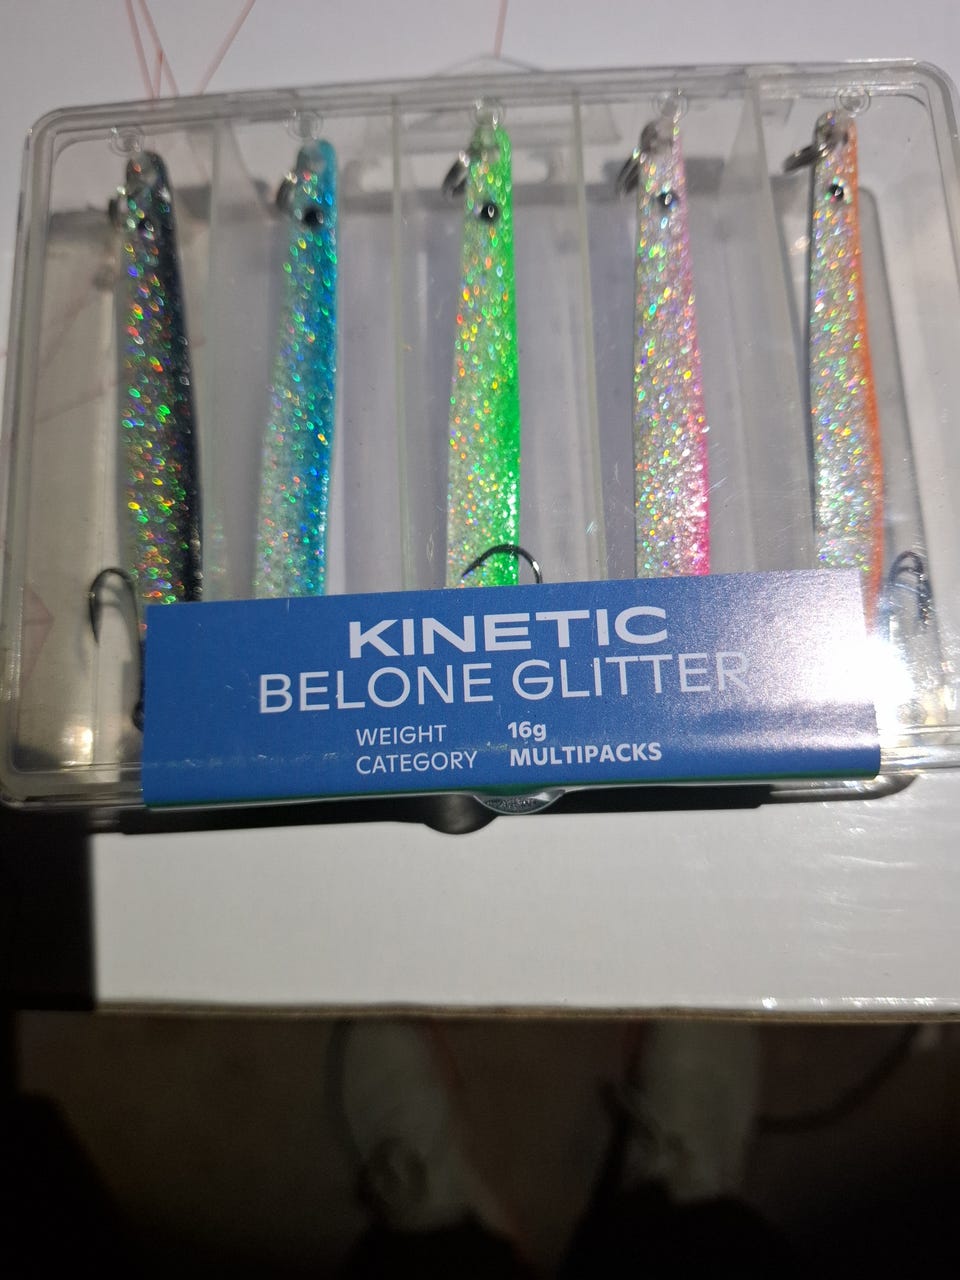 KINETIC
BELONE GLITTER
WEIGHT 16g
CATEGORY MULTIPACKS